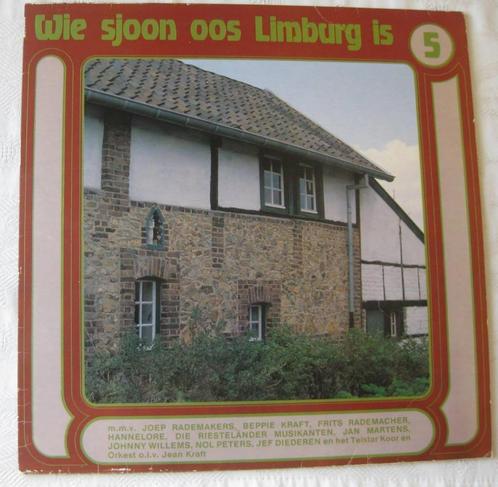 Wie sjoon oos Limburg is 5
m.m.v. JOEP RADEMAKERS, BEPPIE KRAFT, FRITS RADEMACHER,
HANNELORE, DIE RIESTELÄNDER MUSIKANTEN, JAN MARTENS,
JOHNNY WILLEMS, NOL PETERS, JEF DIEDEREN en het Telstar Koor en
Orkest o.l.v. Jean Kraft